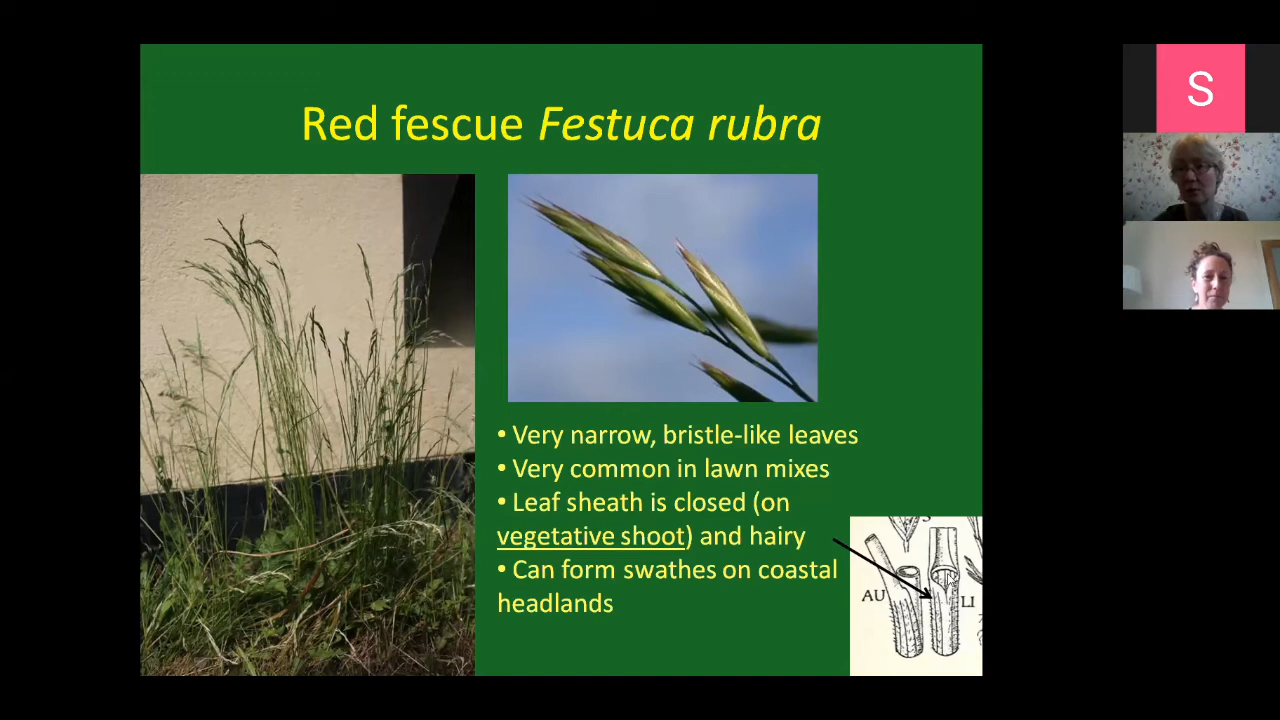 Red fescue Festuca rubra
S
• Very narrow, bristle-like leaves
• Very common in lawn mixes
• Leaf sheath is closed (on
vegetative shoot) and hairy
• Can form swathes on coastal
headlands
AU
LI